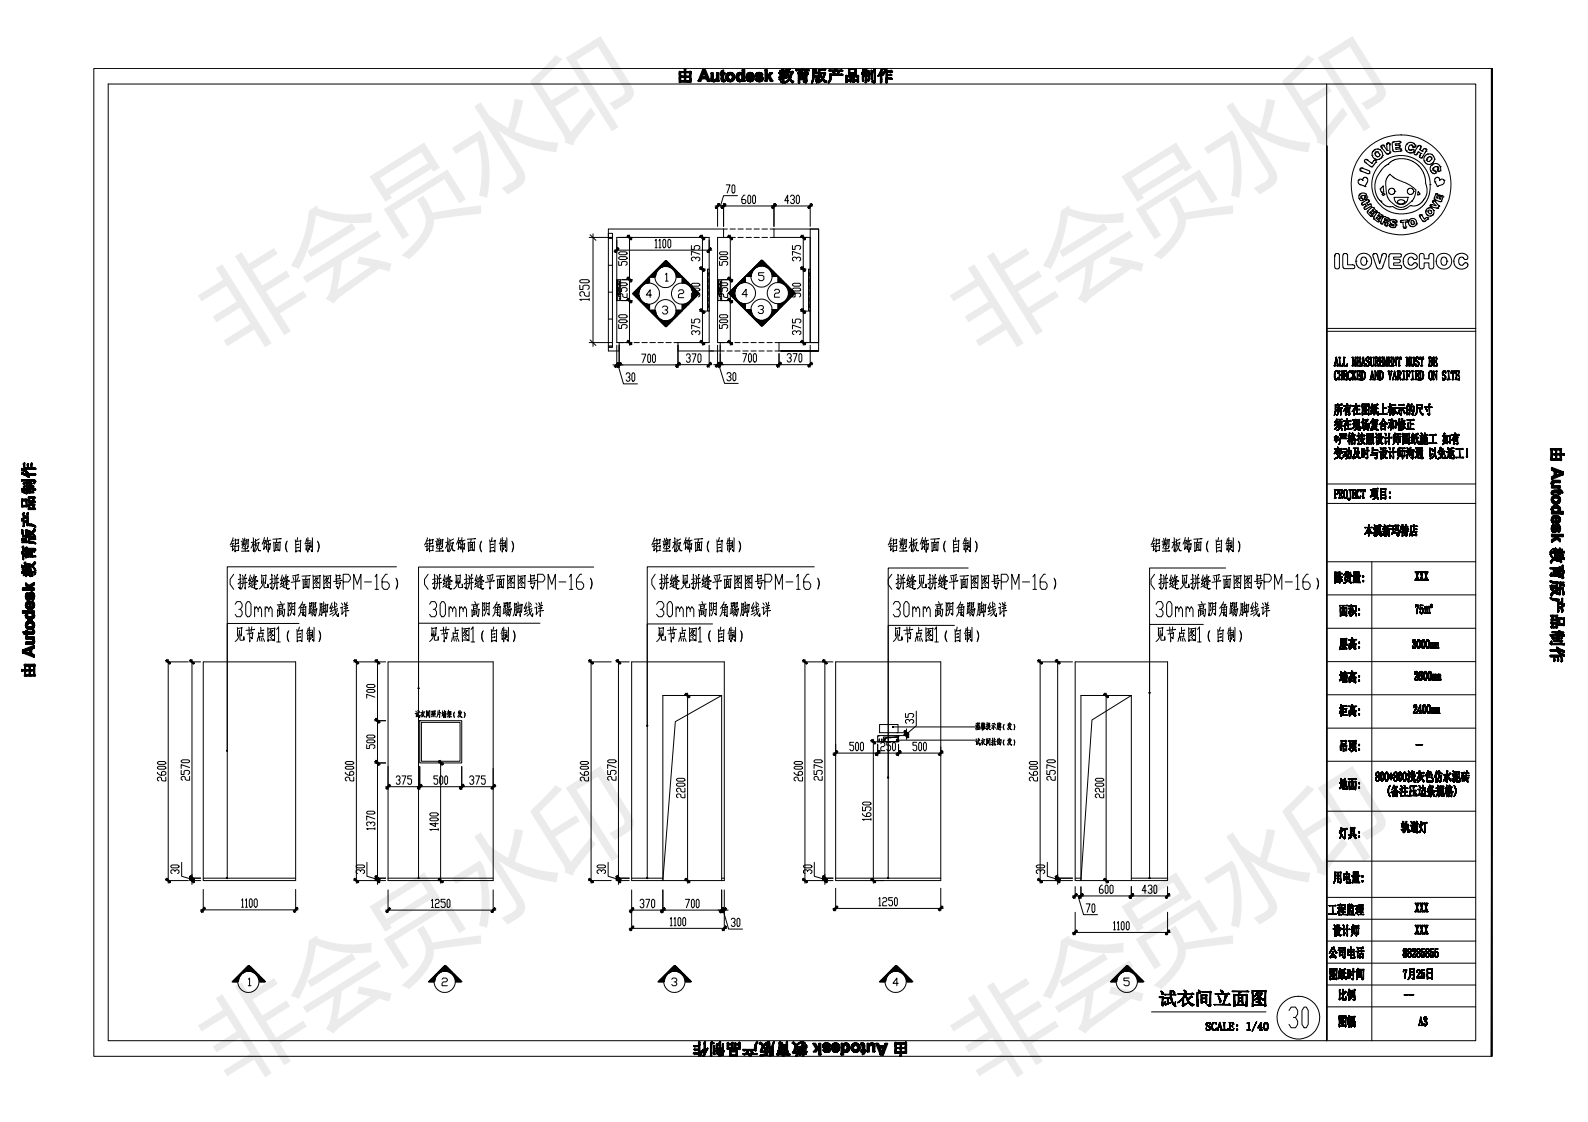 由 Autodesk 教育版产品制作
非会员水印
非会员水印
70
600
430
1100
500
375
500
375
1250
1
4
2
3
5
4
2
3
250
500
250
500
500
375
500
375
700
370
700
370
30
30
铝塑板饰面(自制)
(拼缝见拼缝平面图图号PM-16)
30mm高阴角踢脚线详
见节点图1(自制)
2600
2570
30
1100
1
铝塑板饰面(自制)
(拼缝见拼缝平面图图号PM-16)
30mm高阴角踢脚线详
见节点图1(自制)
试衣间照片墙框(发)
700
500
375
500
375
2600
1370
1400
30
1250
2
铝塑板饰面(自制)
(拼缝见拼缝平面图图号PM-16)
30mm高阴角踢脚线详
见节点图1(自制)
2600
2570
2200
30
370
700
1100
30
3
铝塑板饰面(自制)
(拼缝见拼缝平面图图号PM-16)
30mm高阴角踢脚线详
见节点图1(自制)
35
500
250
500
2600
2570
1650
30
1250
4
铝塑板饰面(自制)
(拼缝见拼缝平面图图号PM-16)
30mm高阴角踢脚线详
见节点图1(自制)
2600
2570
2200
30
600
430
70
1100
5
试衣间立面图
SCALE: 1/40
30
I LOVE CHOC
CHEERS TO LOVE
ILOVECHOC
ALL MEASUREMENT MUST BE
CHECKED AND VARIFIED ON SITE
所有在图纸上标示的尺寸
须在现场复合和修正
*严格按照设计师图纸施工 如有
变动及时与设计师沟通 以免返工!
PROJECT 项目:
本溪新玛特店
陈货量: XXX
面积: 75m²
层高: 3000mm
墙高: 2600mm
柜高: 2400mm
吊顶: —
地面: 800*800浅灰色仿水泥砖
(备注压边条规格)
灯具: 轨道灯
用电量:
工程监理 XXX
设计师 XXX
公司电话
图纸时间 7月25日
比例 —
图幅 A3
非会员水印
非会员水印
由 Autodesk 教育版产品制作
由 Autodesk 教育版产品制作
由 Autodesk 教育版产品制作